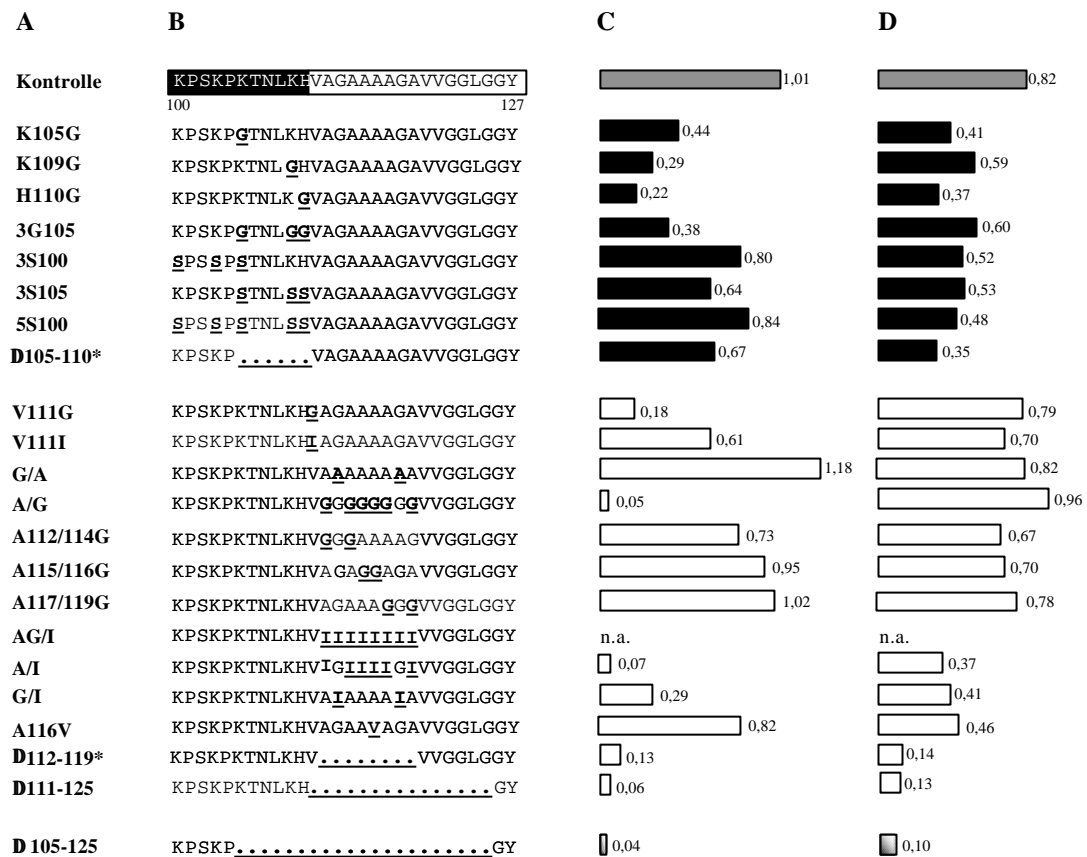 A B C D
Kontrolle KPSKPKTNLKHVAGAAAAGAVVGGLGGY 1,01 0,82
100 127
K105G KPSKPGTNLKHVAGAAAAGAVVGGLGGY 0,44 0,41
K109G KPSKPKTNLGHVAGAAAAGAVVGGLGGY 0,29 0,59
H110G KPSKPKTNLK GVAGAAAAGAVVGGLGGY 0,22 0,37
3G105 KPSKPGTNLGGVAGAAAAGAVVGGLGGY 0,38 0,60
3S100 SPSSPSTNLKHVAGAAAAGAVVGGLGGY 0,80 0,52
3S105 KPSKPSTNLSSVAGAAAAGAVVGGLGGY 0,64 0,53
5S100 SPSSPSTNLSSVAGAAAAGAVVGGLGGY 0,84 0,48
D105-110* KPSKP......VAGAAAAGAVVGGLGGY 0,67 0,35
V111G KPSKPKTNLKHGAGAAAAGAVVGGLGGY 0,18 0,79
V111I KPSKPKTNLKHIAGAAAAGAVVGGLGGY 0,61 0,70
G/A KPSKPKTNLKHVAAAAAAAAVVGGLGGY 1,18 0,82
A/G KPSKPKTNLKHVGGGGGGGGVVGGLGGY 0,05 0,96
A112/114G KPSKPKTNLKHVGGGAAAAGVVGGLGGY 0,73 0,67
A115/116G KPSKPKTNLKHVAGAGGAGAVVGGLGGY 0,95 0,70
A117/119G KPSKPKTNLKHVAGAAAGGGVVGGLGGY 1,02 0,78
AG/I KPSKPKTNLKHVIIIIIIIIVVGGLGGY n.a. n.a.
A/I KPSKPKTNLKHVIGIIIIGIVVGGLGGY 0,07 0,37
G/I KPSKPKTNLKHVAIAAAAIAVVGGLGGY 0,29 0,41
A116V KPSKPKTNLKHVAGAAVAGAVVGGLGGY 0,82 0,46
D112-119* KPSKPKTNLKHV........VVGGLGGY 0,13 0,14
D111-125 KPSKPKTNLKH...............GY 0,06 0,13
D 105-125 KPSKP.....................GY 0,04 0,10